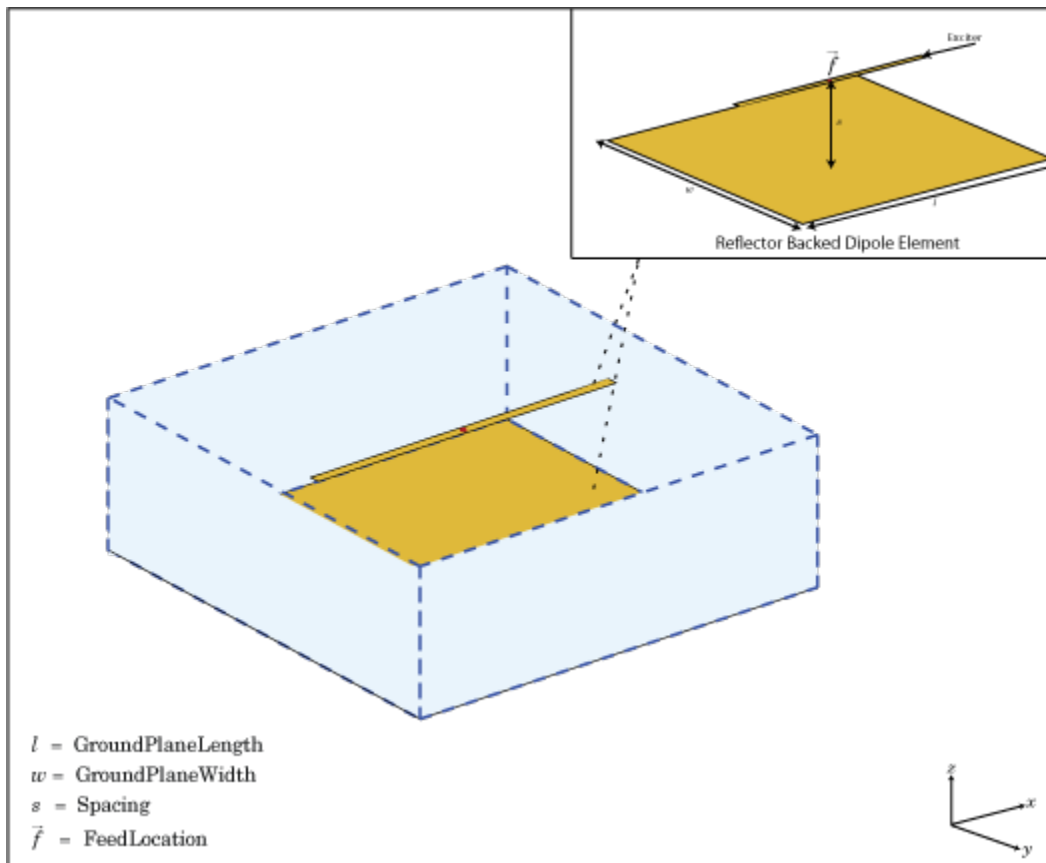 Exciter
f
s
w
l
Reflector Backed Dipole Element
l = GroundPlaneLength
w = GroundPlaneWidth
s = Spacing
f = FeedLocation
z
x
y